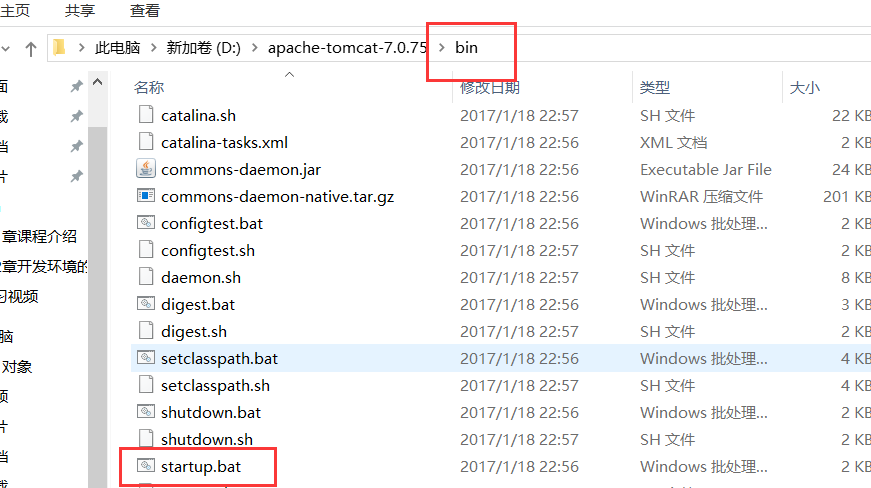 主页 共享 查看
此电脑 新加卷 (D:) apache-tomcat-7.0.75 bin
名称 修改日期 类型 大小
catalina.sh 2017/1/18 22:57 SH 文件 22 KB
catalina-tasks.xml 2017/1/18 22:57 XML 文档 2 KB
commons-daemon.jar 2017/1/18 22:56 Executable Jar File 24 KB
commons-daemon-native.tar.gz 2017/1/18 22:56 WinRAR 压缩文件 201 KB
configtest.bat 2017/1/18 22:56 Windows 批处理... 2 KB
章课程介绍 configtest.sh 2017/1/18 22:57 SH 文件 2 KB
章开发环境的 daemon.sh 2017/1/18 22:57 SH 文件 8 KB
习视频 digest.bat 2017/1/18 22:56 Windows 批处理... 3 KB
digest.sh 2017/1/18 22:57 SH 文件 2 KB
对象 setclasspath.bat 2017/1/18 22:56 Windows 批处理... 4 KB
setclasspath.sh 2017/1/18 22:57 SH 文件 4 KB
shutdown.bat 2017/1/18 22:56 Windows 批处理... 2 KB
shutdown.sh 2017/1/18 22:57 SH 文件 2 KB
startup.bat 2017/1/18 22:56 Windows 批处理... 2 KB